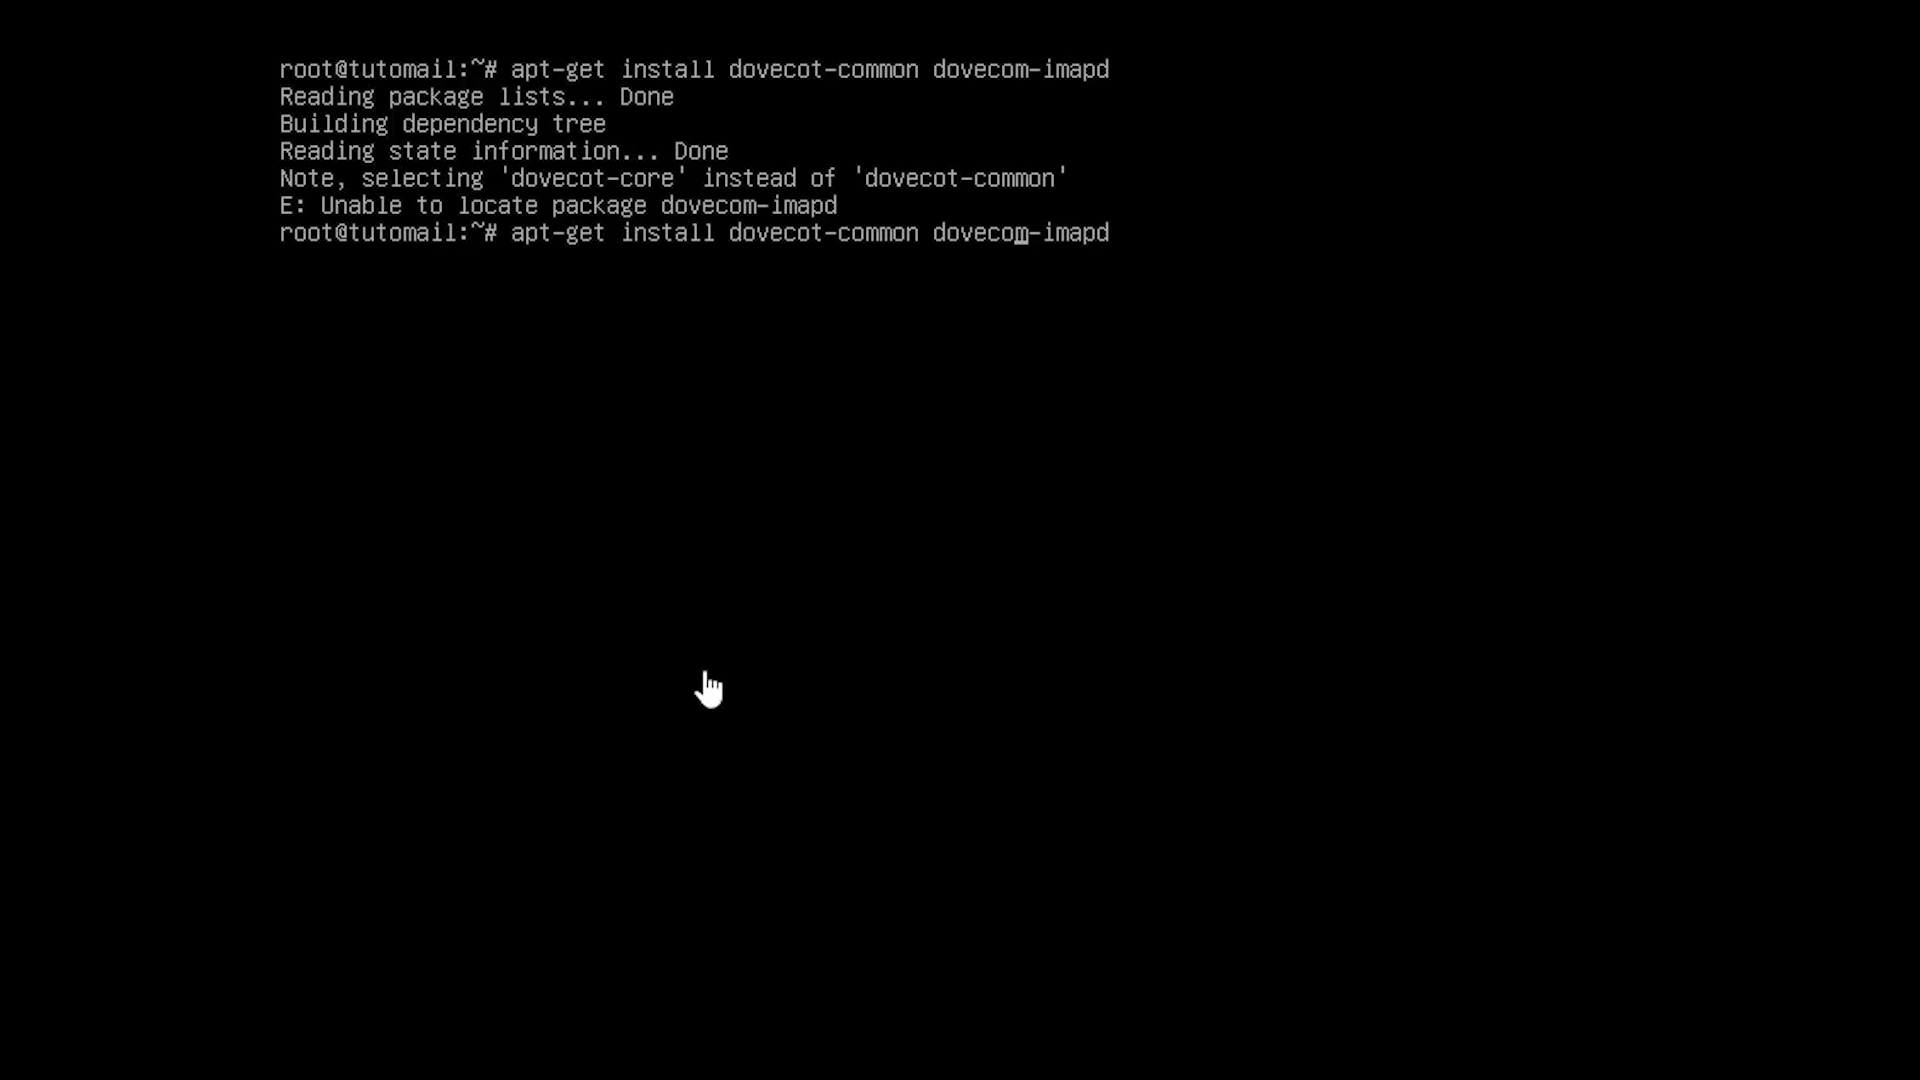 root@tutomail:~# apt-get install dovecot-common dovecom-imapd
Reading package lists... Done
Building dependency tree
Reading state information... Done
Note, selecting 'dovecot-core' instead of 'dovecot-common'
E: Unable to locate package dovecom-imapd
root@tutomail:~# apt-get install dovecot-common dovecom-imapd